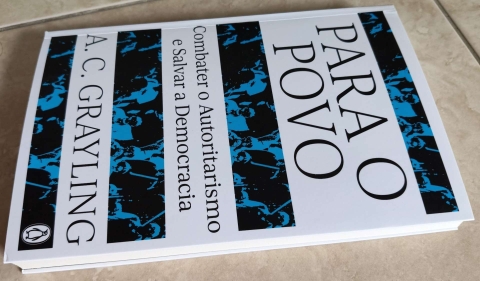 PARA O
POVO
Combater o Autoritarismo
e Salvar a Democracia
A. C. GRAYLING